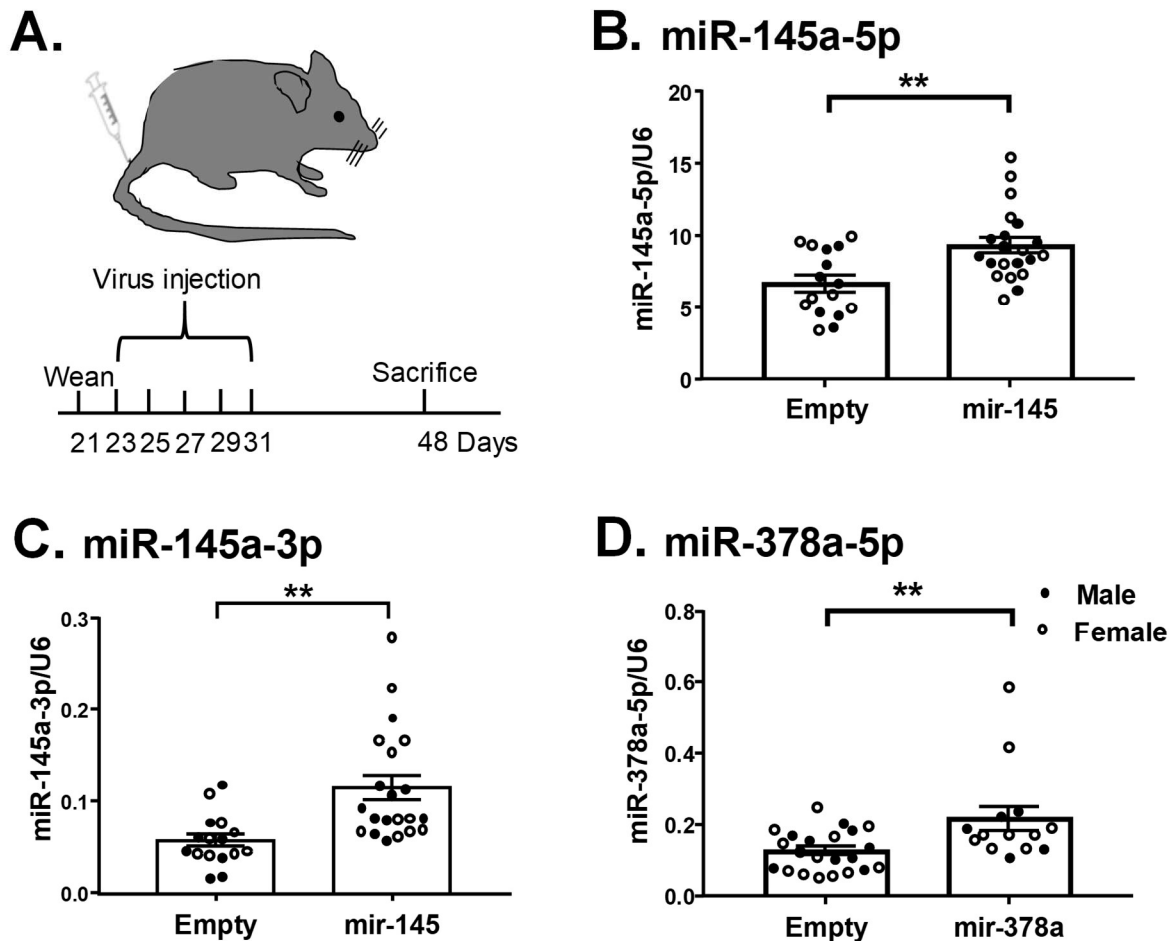 A.
Virus injection
Wean
Sacrifice
21 23 25 27 29 31 48 Days
B. miR-145a-5p
**
miR-145a-5p/U6
20
15
10
5
0
Empty mir-145
C. miR-145a-3p
**
miR-145a-3p/U6
0.3
0.2
0.1
0.0
Empty mir-145
D. miR-378a-5p
**
Male
Female
miR-378a-5p/U6
0.8
0.6
0.4
0.2
0.0
Empty mir-378a